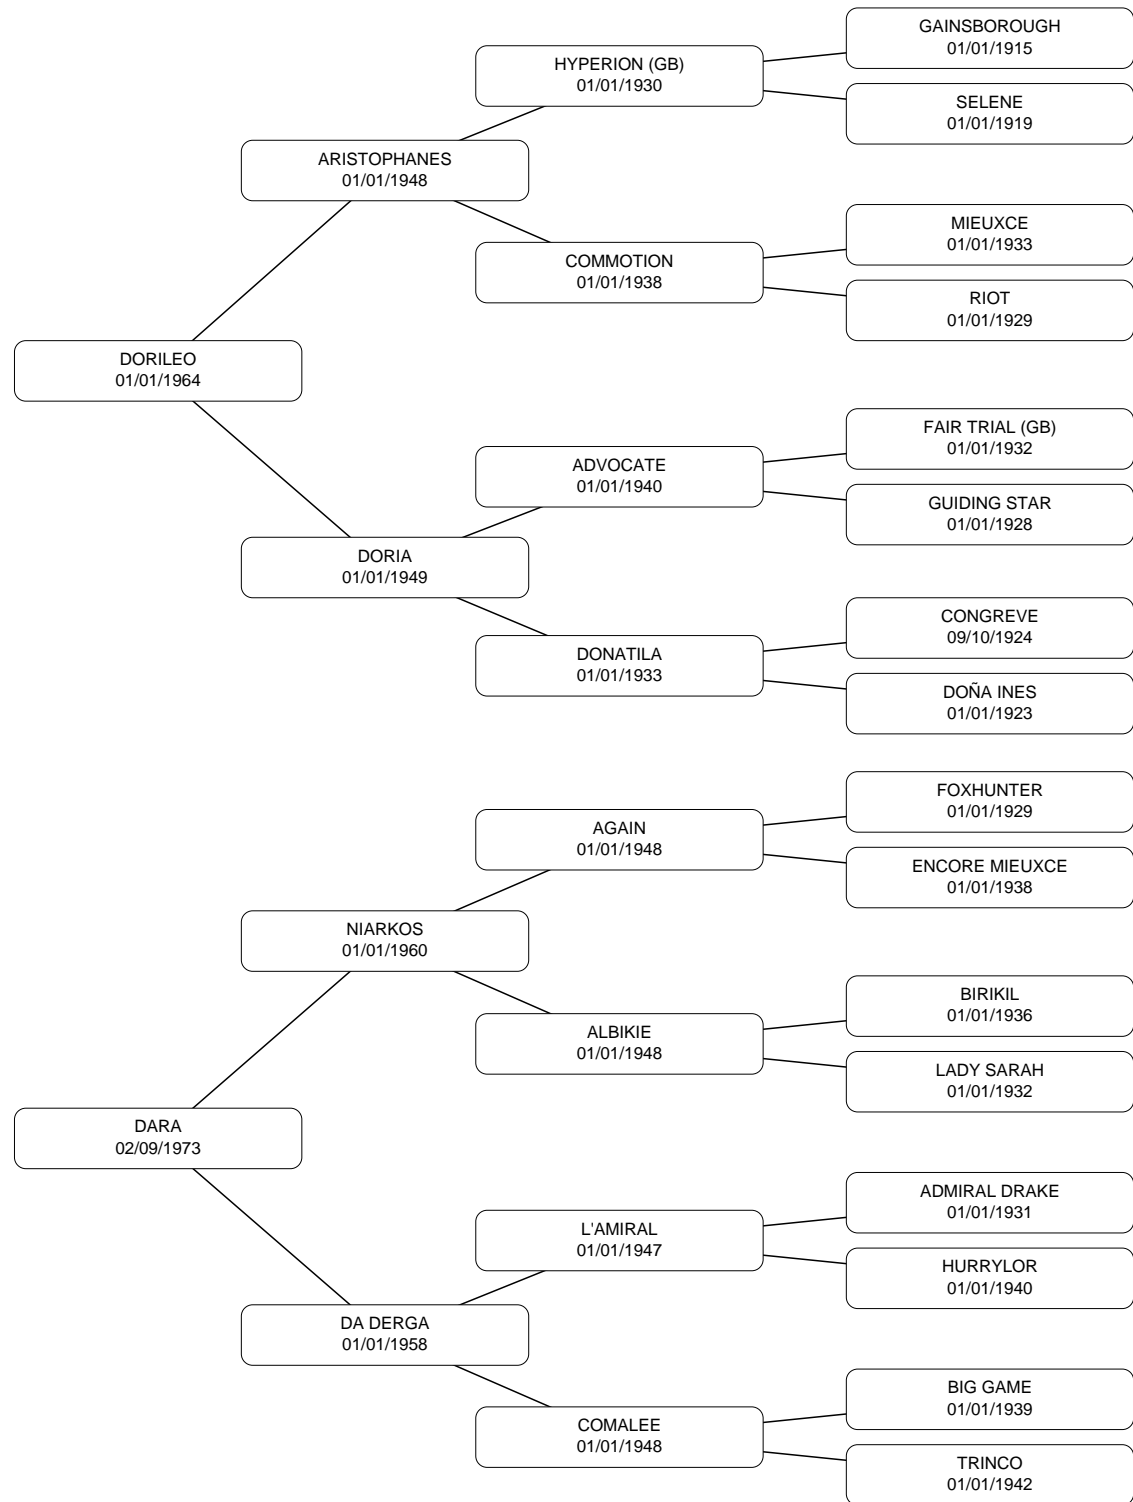 GAINSBOROUGH
01/01/1915
HYPERION (GB)
01/01/1930
SELENE
01/01/1919
ARISTOPHANES
01/01/1948
MIEUXCE
01/01/1933
COMMOTION
01/01/1938
RIOT
01/01/1929
DORILEO
01/01/1964
FAIR TRIAL (GB)
01/01/1932
ADVOCATE
01/01/1940
GUIDING STAR
01/01/1928
DORIA
01/01/1949
CONGREVE
09/10/1924
DONATILA
01/01/1933
DOÑA INES
01/01/1923
FOXHUNTER
01/01/1929
AGAIN
01/01/1948
ENCORE MIEUXCE
01/01/1938
NIARKOS
01/01/1960
BIRIKIL
01/01/1936
ALBIKIE
01/01/1948
LADY SARAH
01/01/1932
DARA
02/09/1973
ADMIRAL DRAKE
01/01/1931
L'AMIRAL
01/01/1947
HURRYLOR
01/01/1940
DA DERGA
01/01/1958
BIG GAME
01/01/1939
COMALEE
01/01/1948
TRINCO
01/01/1942